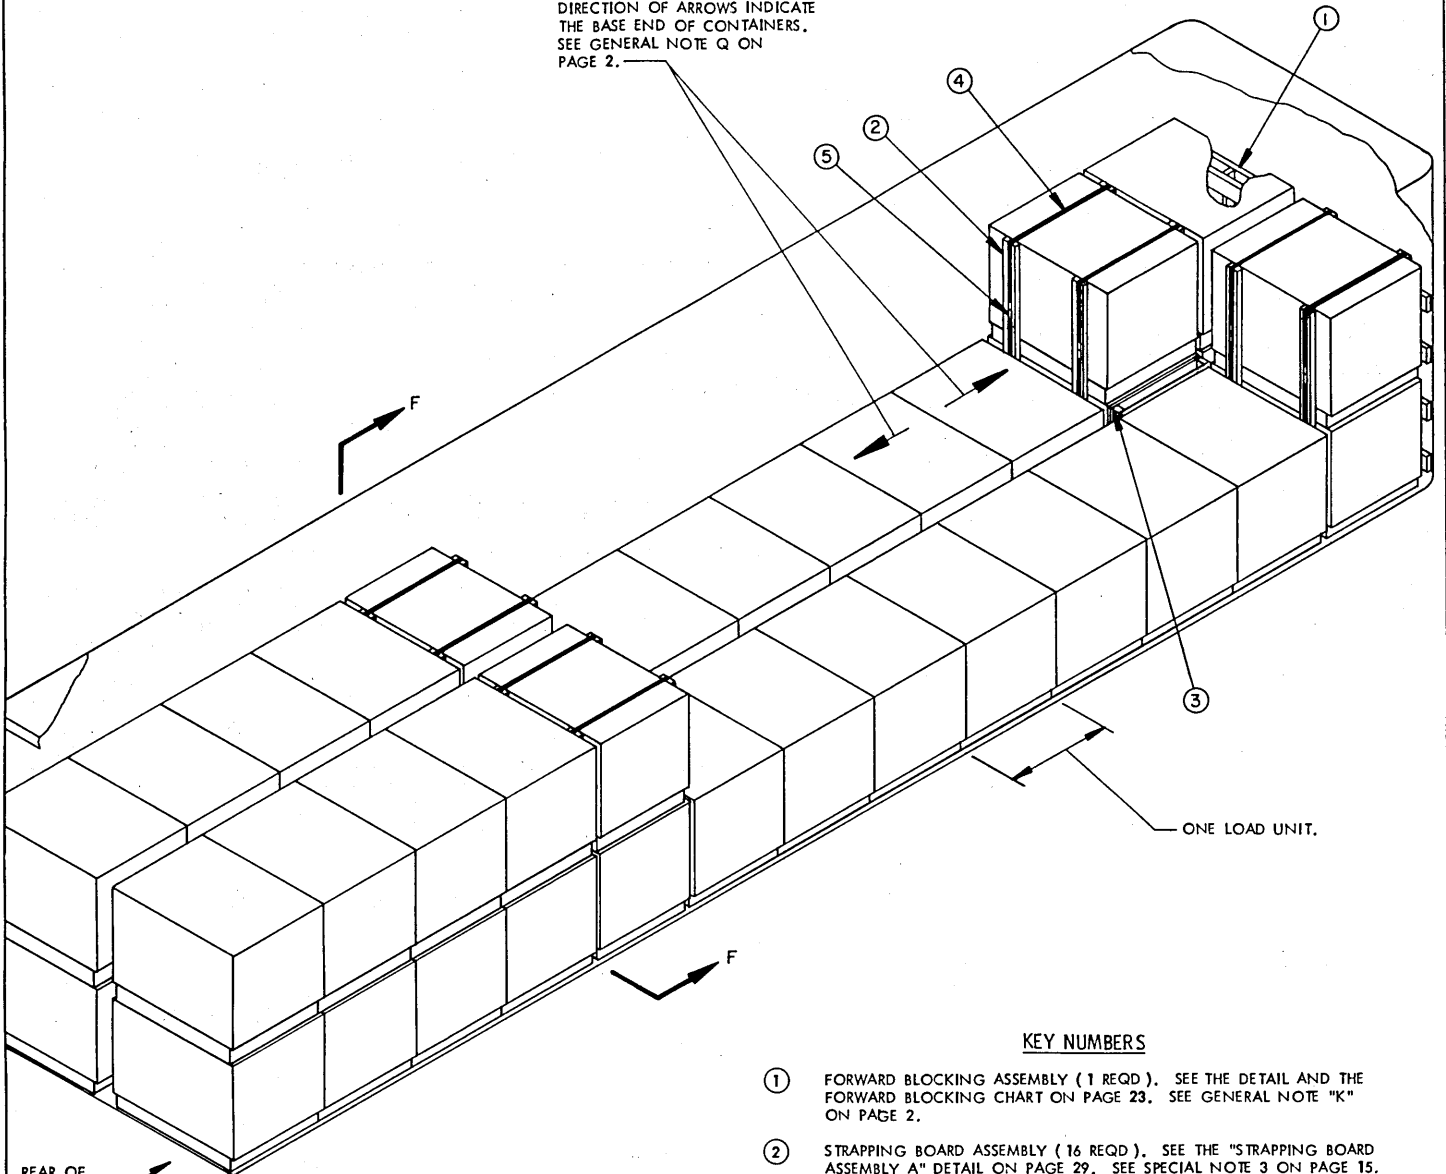 DIRECTION OF ARROWS INDICATE
THE BASE END OF CONTAINERS.
SEE GENERAL NOTE Q ON
PAGE 2.
1
4
2
5
F
3
ONE LOAD UNIT.
F
KEY NUMBERS
1 FORWARD BLOCKING ASSEMBLY (1 REQD). SEE THE DETAIL AND THE
FORWARD BLOCKING CHART ON PAGE 23. SEE GENERAL NOTE "K"
ON PAGE 2.
2 STRAPPING BOARD ASSEMBLY (16 REQD). SEE THE "STRAPPING BOARD
ASSEMBLY A" DETAIL ON PAGE 29. SEE SPECIAL NOTE 3 ON PAGE 15.
REAR OF